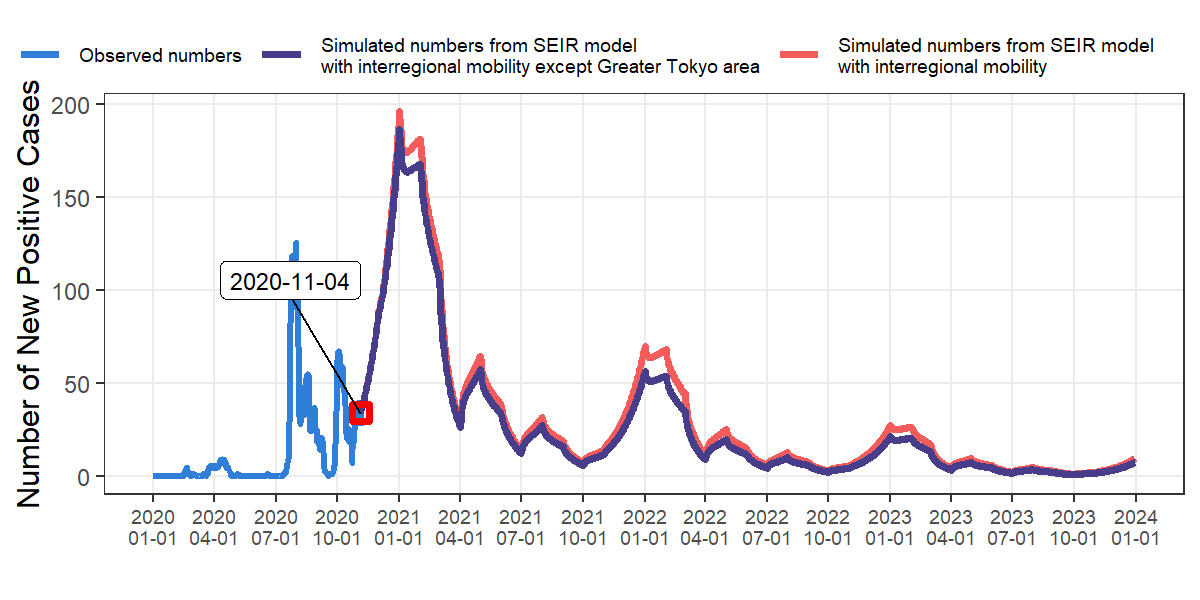 Observed numbers
Simulated numbers from SEIR model
with interregional mobility except Greater Tokyo area
Simulated numbers from SEIR model
with interregional mobility
Number of New Positive Cases
200
150
100
50
0
2020-11-04
2020 2020 2020 2020 2021 2021 2021 2021 2022 2022 2022 2022 2023 2023 2023 2023 2024
01-01 04-01 07-01 10-01 01-01 04-01 07-01 10-01 01-01 04-01 07-01 10-01 01-01 04-01 07-01 10-01 01-01